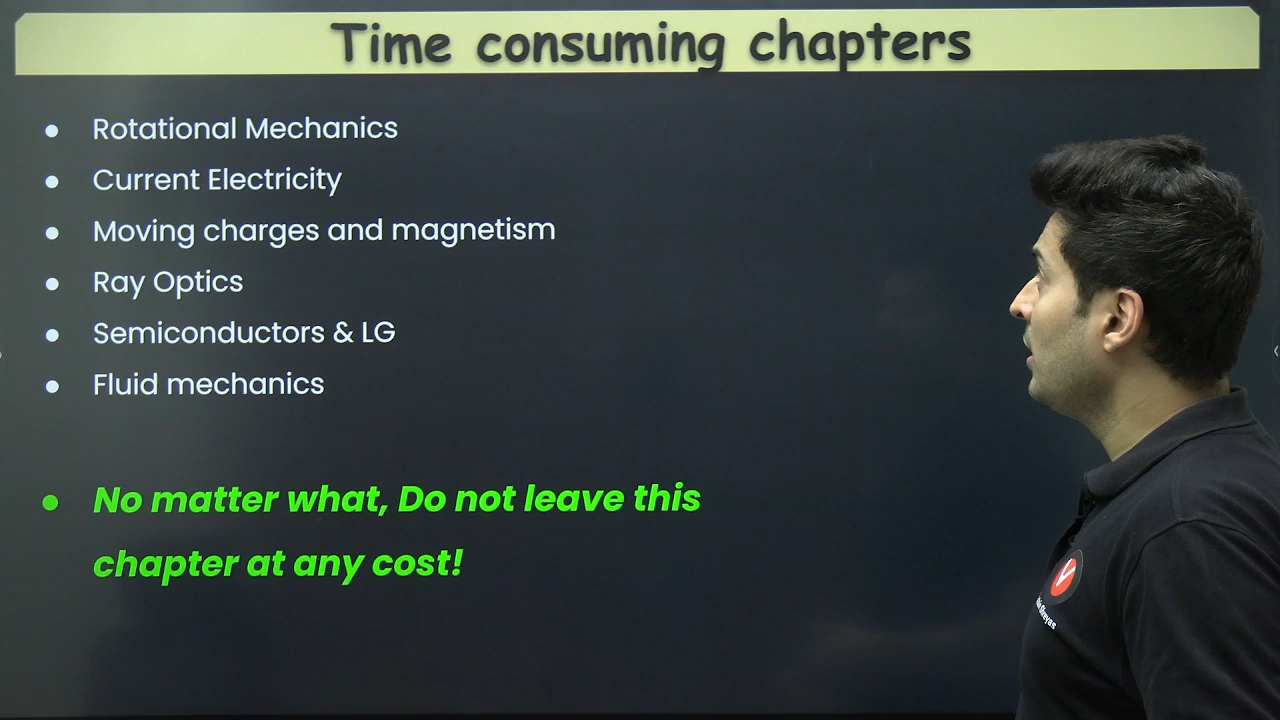 Time consuming chapters
● Rotational Mechanics
● Current Electricity
● Moving charges and magnetism
● Ray Optics
● Semiconductors & LG
● Fluid mechanics
● No matter what, Do not leave this
chapter at any cost!